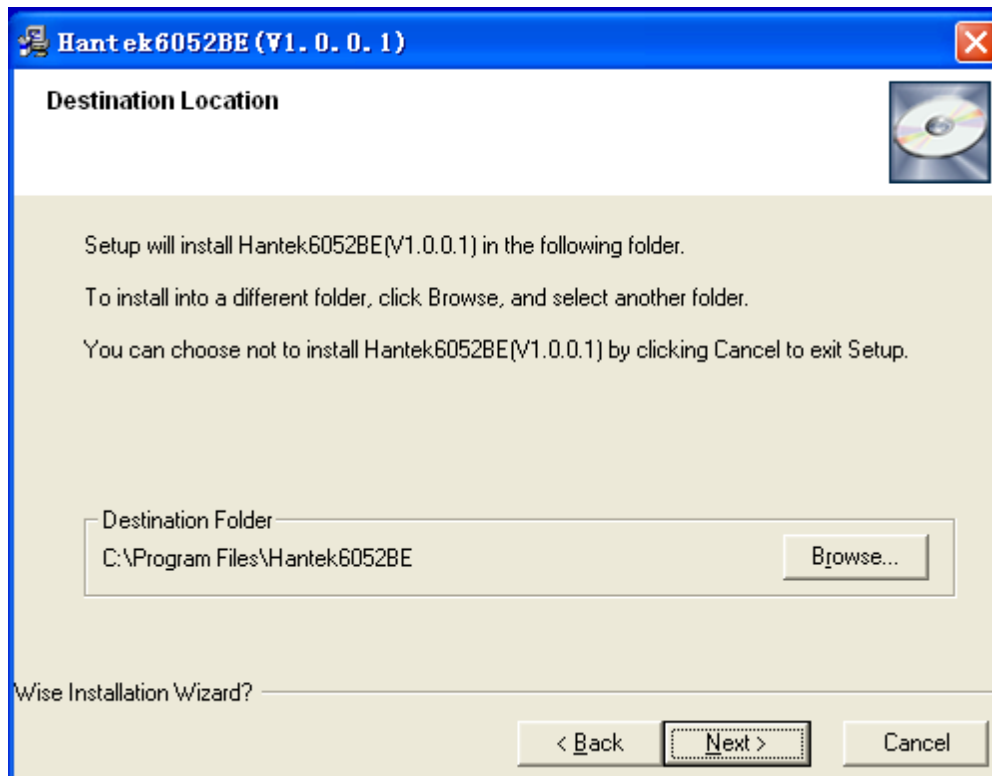 Hantek6052BE(V1.0.0.1)
Destination Location
Setup will install Hantek6052BE(V1.0.0.1) in the following folder.
To install into a different folder, click Browse, and select another folder.
You can choose not to install Hantek6052BE(V1.0.0.1) by clicking Cancel to exit Setup.
Destination Folder
C:\Program Files\Hantek6052BE
Browse...
Wise Installation Wizard?
< Back
Next >
Cancel